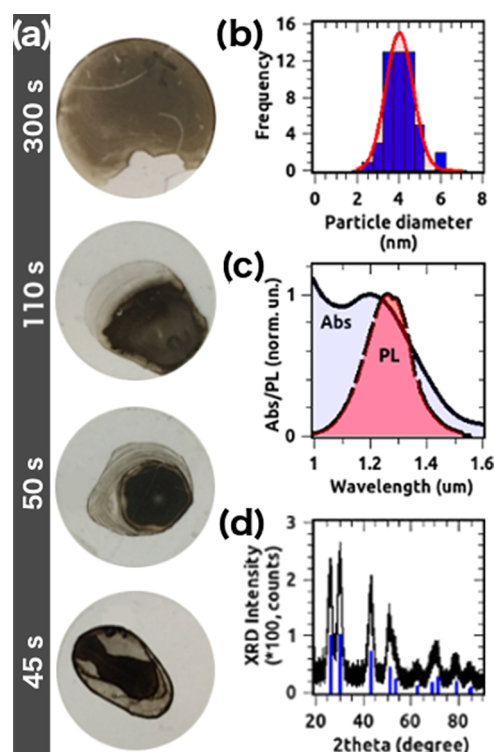 (a)
300 s
110 s
50 s
45 s
(b)
Frequency
16
12
8
4
0
0 2 4 6 8
Particle diameter
(nm)
(c)
Abs/PL (norm. un.)
1
0
Abs
PL
1 1.2 1.4 1.6
Wavelength (um)
(d)
XRD Intensity
(*100, counts)
3
2
1
0
20 40 60 80
2theta (degree)